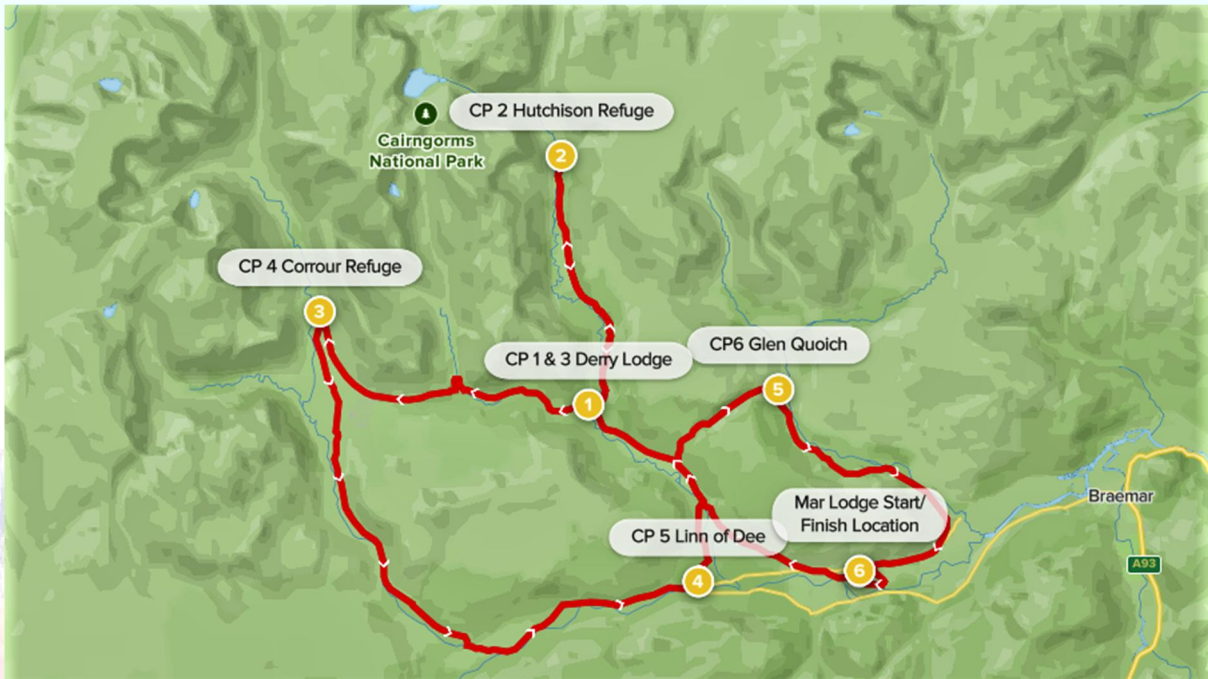 CP 2 Hutchison Refuge
2
Cairngorms
National Park
CP 4 Corrour Refuge
3
CP 1 & 3 Derry Lodge
1
CP6 Glen Quoich
5
Mar Lodge Start/
Finish Location
6
CP 5 Linn of Dee
4
Braemar
A93